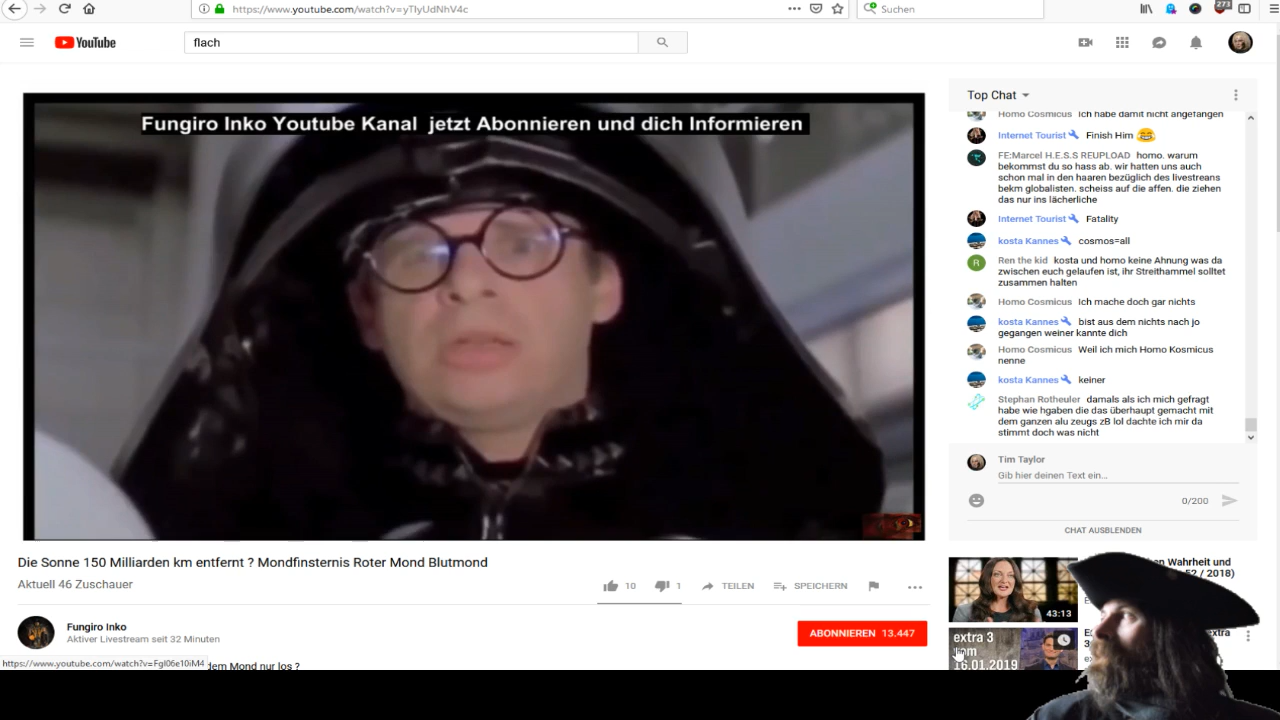 https://www.youtube.com/watch?v=yTIyUdNhV4c
Suchen
273
YouTube
flach
Fungiro Inko Youtube Kanal jetzt Abonnieren und dich Informieren
Top Chat
Homo Cosmicus Ich habe damit nicht angefangen
Internet Tourist Finish Him
FE:Marcel H.E.S.S REUPLOAD homo. warum
bekommst du so hass ab. wir hatten uns auch
schon mal in den haaren bezüglich des livestreans
bekm globalisten. scheiss auf die affen. die ziehen
das nur ins lächerliche
Internet Tourist Fatality
kosta Kannes cosmos=all
R
Ren the kid kosta und homo keine Ahnung was da
zwischen euch gelaufen ist, ihr Streithammel solltet
zusammen halten
Homo Cosmicus Ich mache doch gar nichts
kosta Kannes bist aus dem nichts nach jo
gegangen weiner kannte dich
Homo Cosmicus Weil ich mich Homo Kosmicus
nenne
kosta Kannes keiner
Stephan Rotheuler damals als ich mich gefragt
habe wie hgaben die das überhaupt gemacht mit
dem ganzen alu zeugs zB lol dachte ich mir da
stimmt doch was nicht
Tim Taylor
Gib hier deinen Text ein...
0/200
CHAT AUSBLENDEN
Die Sonne 150 Milliarden km entfernt ? Mondfinsternis Roter Mond Blutmond
Aktuell 46 Zuschauer
10
1
TEILEN
SPEICHERN
Fungiro Inko
Aktiver Livestream seit 32 Minuten
ABONNIEREN 13.447
dem Mond nur los ?
https://www.youtube.com/watch?v=FgI06e10iM4
en Wahrheit und
52 / 2018)
43:13
extra 3
vom
16.01.2019
xtra